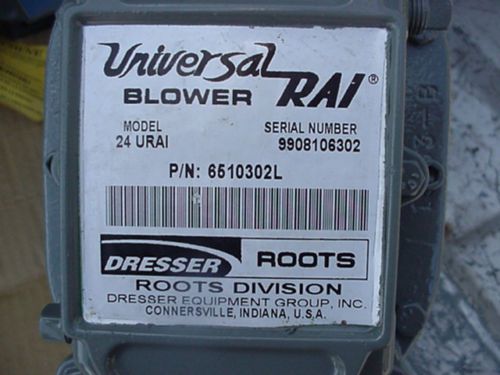 Universal RAI®
BLOWER
MODEL SERIAL NUMBER
24 URAI 9908106302
P/N: 6510302L
DRESSER ROOTS
ROOTS DIVISION
DRESSER EQUIPMENT GROUP, INC.
CONNERSVILLE, INDIANA, U.S.A.